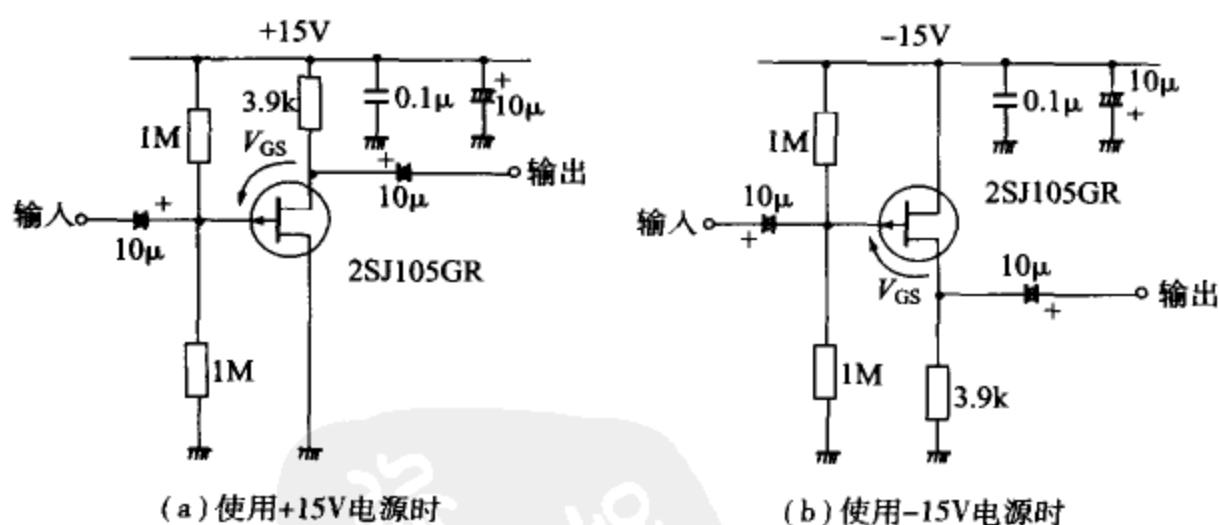 +15V
3.9k
0.1μ
+
10μ
1M
V_GS
+
10μ
输出
输入
+
10μ
2SJ105GR
1M
(a)使用+15V电源时
-15V
0.1μ
10μ
+
1M
2SJ105GR
10μ
输入
+
V_GS
10μ
+
输出
1M
3.9k
(b)使用-15V电源时